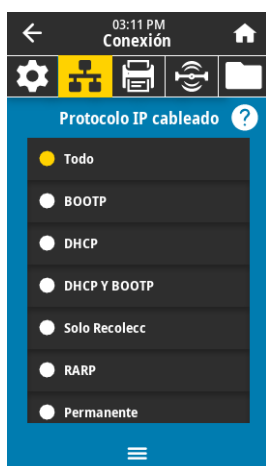 03:11 PM
Conexión
Protocolo IP cableado ?
Todo
BOOTP
DHCP
DHCP Y BOOTP
Solo Recolecc
RARP
Permanente